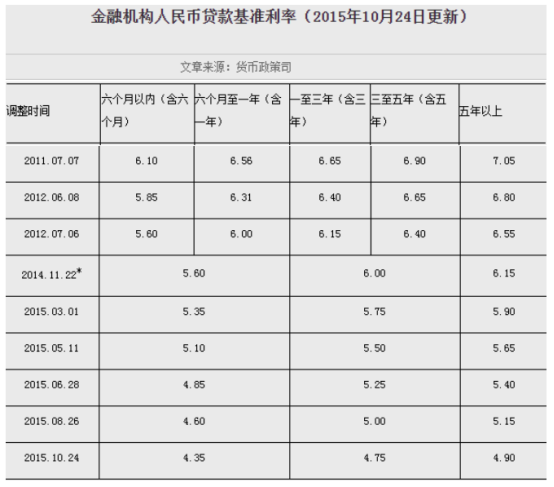 金融机构人民币贷款基准利率（2015年10月24日更新）
文章来源：货币政策司
调整时间 六个月以内（含六个月） 六个月至一年（含一年） 一至三年（含三年） 三至五年（含五年） 五年以上
2011.07.07 6.10 6.56 6.65 6.90 7.05
2012.06.08 5.85 6.31 6.40 6.65 6.80
2012.07.06 5.60 6.00 6.15 6.40 6.55
2014.11.22* 5.60 6.00 6.15
2015.03.01 5.35 5.75 5.90
2015.05.11 5.10 5.50 5.65
2015.06.28 4.85 5.25 5.40
2015.08.26 4.60 5.00 5.15
2015.10.24 4.35 4.75 4.90